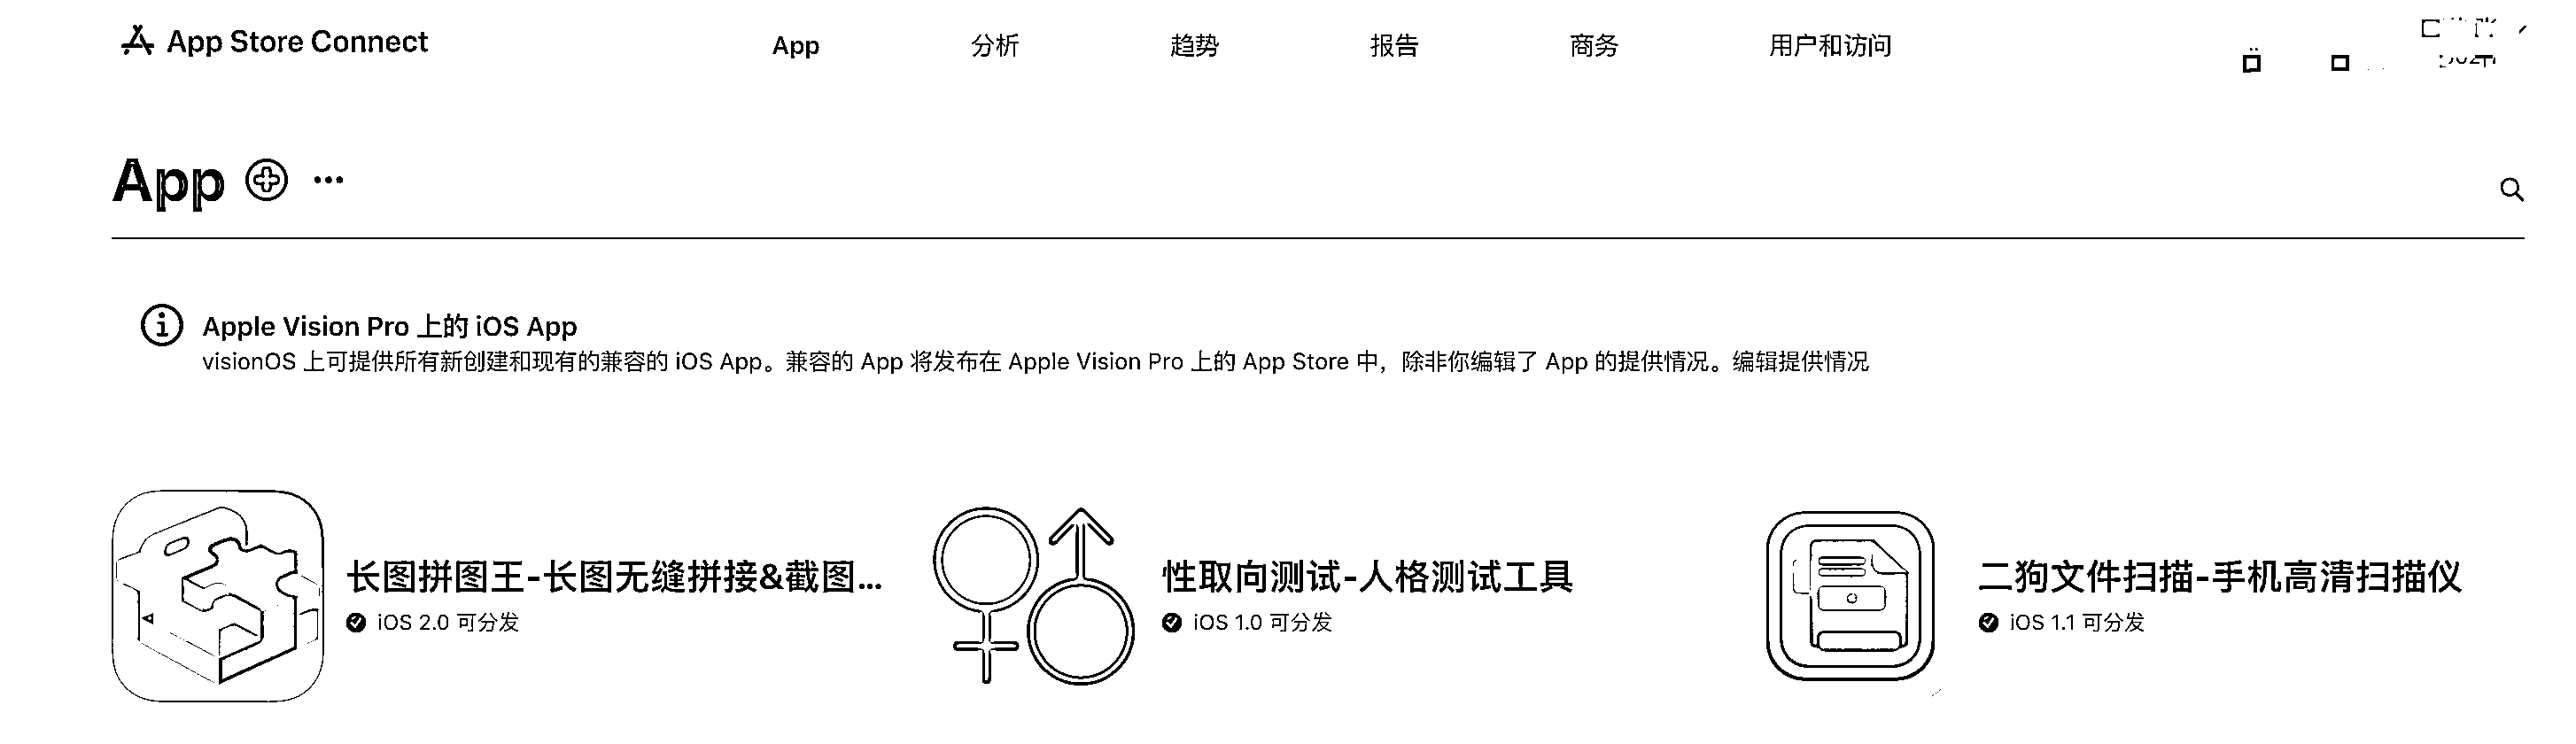 App Store Connect
App
分析
趋势
报告
商务
用户和访问
App
Apple Vision Pro 上的 iOS App
visionOS 上可提供所有新创建和现有的兼容的 iOS App。兼容的 App 将发布在 Apple Vision Pro 上的 App Store 中，除非你编辑了 App 的提供情况。编辑提供情况
长图拼图王-长图无缝拼接&截图...
iOS 2.0 可分发
性取向测试-人格测试工具
iOS 1.0 可分发
二狗文件扫描-手机高清扫描仪
iOS 1.1 可分发